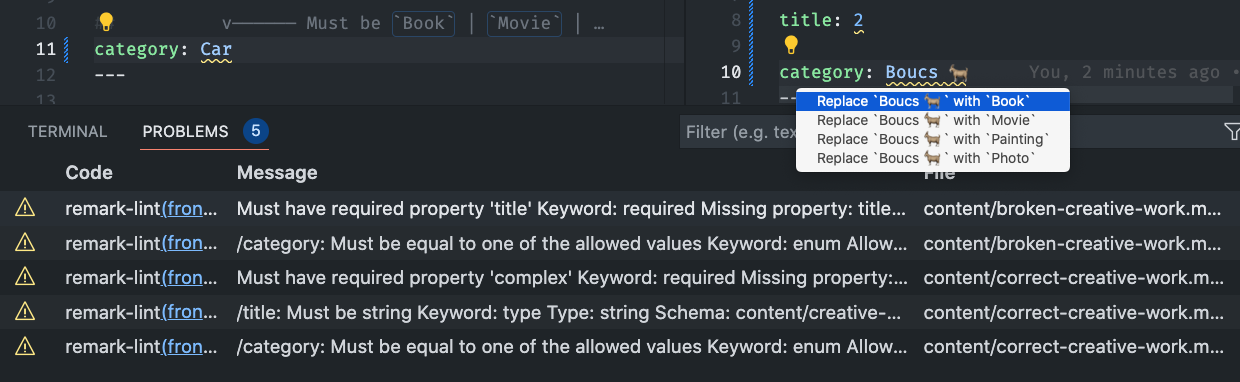 9
10 v────── Must be `Book` | `Movie` | …
11 category: Car
12 ---
13
8 title: 2
9
10 category: Boucs 🐐 You, 2 minutes ago •
11 --
Replace `Boucs 🐐 ` with `Book`
Replace `Boucs 🐐 ` with `Movie`
Replace `Boucs 🐐 ` with `Painting`
Replace `Boucs 🐐 ` with `Photo`
TERMINAL PROBLEMS 5 Filter (e.g. tex
Code Message File
remark-lint(fron... Must have required property 'title' Keyword: required Missing property: title... content/broken-creative-work.m...
remark-lint(fron... /category: Must be equal to one of the allowed values Keyword: enum Allow... content/broken-creative-work.m...
remark-lint(fron... Must have required property 'complex' Keyword: required Missing property:... content/correct-creative-work.m...
remark-lint(fron... /title: Must be string Keyword: type Type: string Schema: content/creative-... content/correct-creative-work.m...
remark-lint(fron... /category: Must be equal to one of the allowed values Keyword: enum Allow... content/correct-creative-work.m...